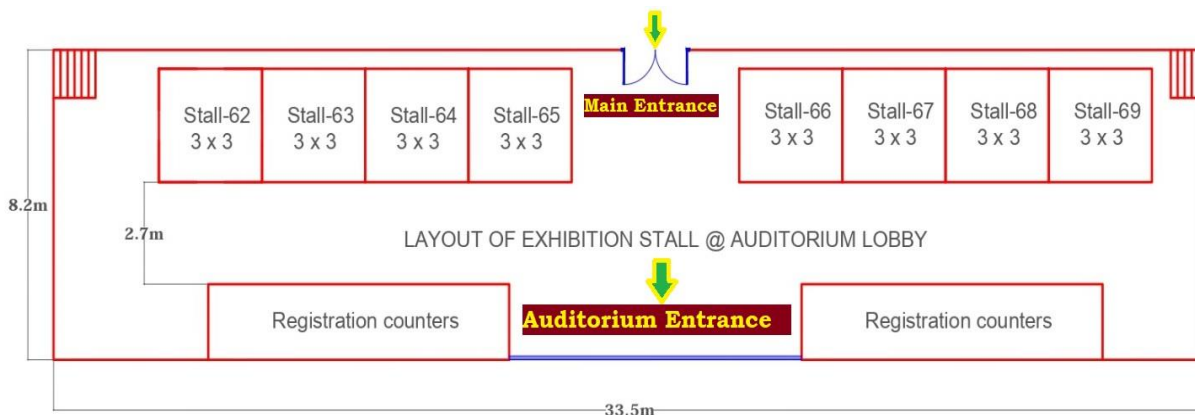 Main Entrance
Stall-62
3 x 3
Stall-63
3 x 3
Stall-64
3 x 3
Stall-65
3 x 3
Stall-66
3 x 3
Stall-67
3 x 3
Stall-68
3 x 3
Stall-69
3 x 3
8.2m
2.7m
LAYOUT OF EXHIBITION STALL @ AUDITORIUM LOBBY
Registration counters
Auditorium Entrance
Registration counters
33.5m